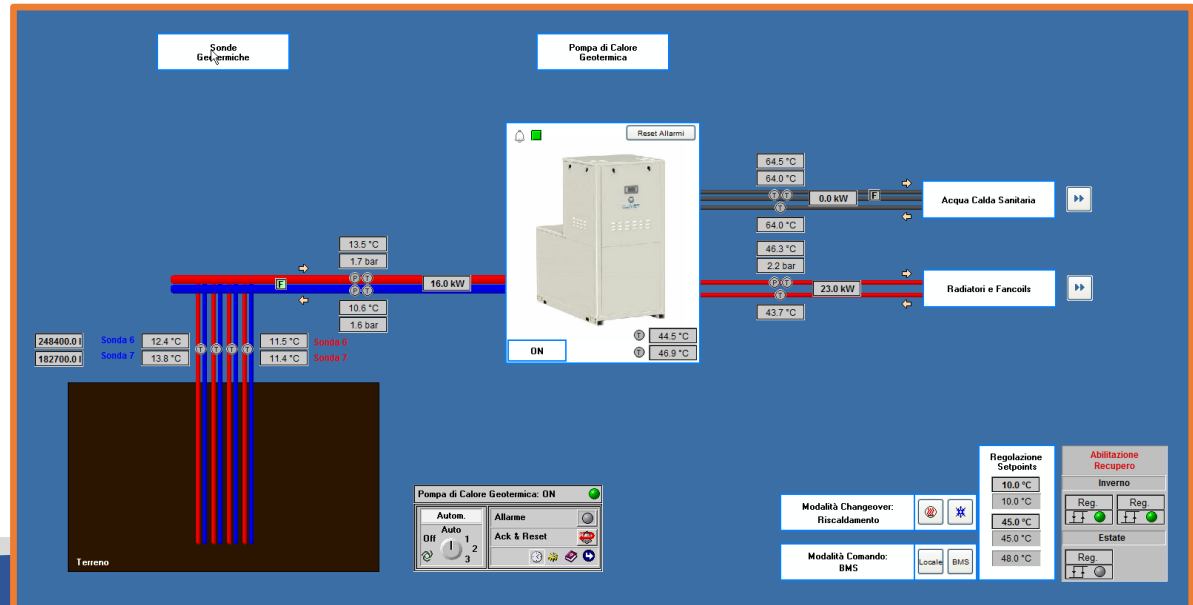 Sonde
Geotermiche
Pompa di Calore
Geotermica
Reset Allarmi
64.5 °C
64.0 °C
T T
0.0 kW
F
T
Acqua Calda Sanitaria
64.0 °C
13.5 °C
1.7 bar
46.3 °C
2.2 bar
F
P T
P T
16.0 kW
P T
T
23.0 kW
Radiatori e Fancoils
10.6 °C
1.6 bar
43.7 °C
248400.0 l
Sonda 6
12.4 °C
T T T T
11.5 °C
Sonda 6
182700.0 l
Sonda 7
13.8 °C
11.4 °C
Sonda 7
T
44.5 °C
ON
T
46.9 °C
Terreno
Pompa di Calore Geotermica: ON
Autom.
Auto
Off
1
2
3
Allarme
Ack & Reset
Modalità Changeover:
Riscaldamento
Modalità Comando:
BMS
Locale
BMS
Regolazione
Setpoints
10.0 °C
10.0 °C
45.0 °C
45.0 °C
48.0 °C
Abilitazione
Recupero
Inverno
Reg.
Reg.
Estate
Reg.